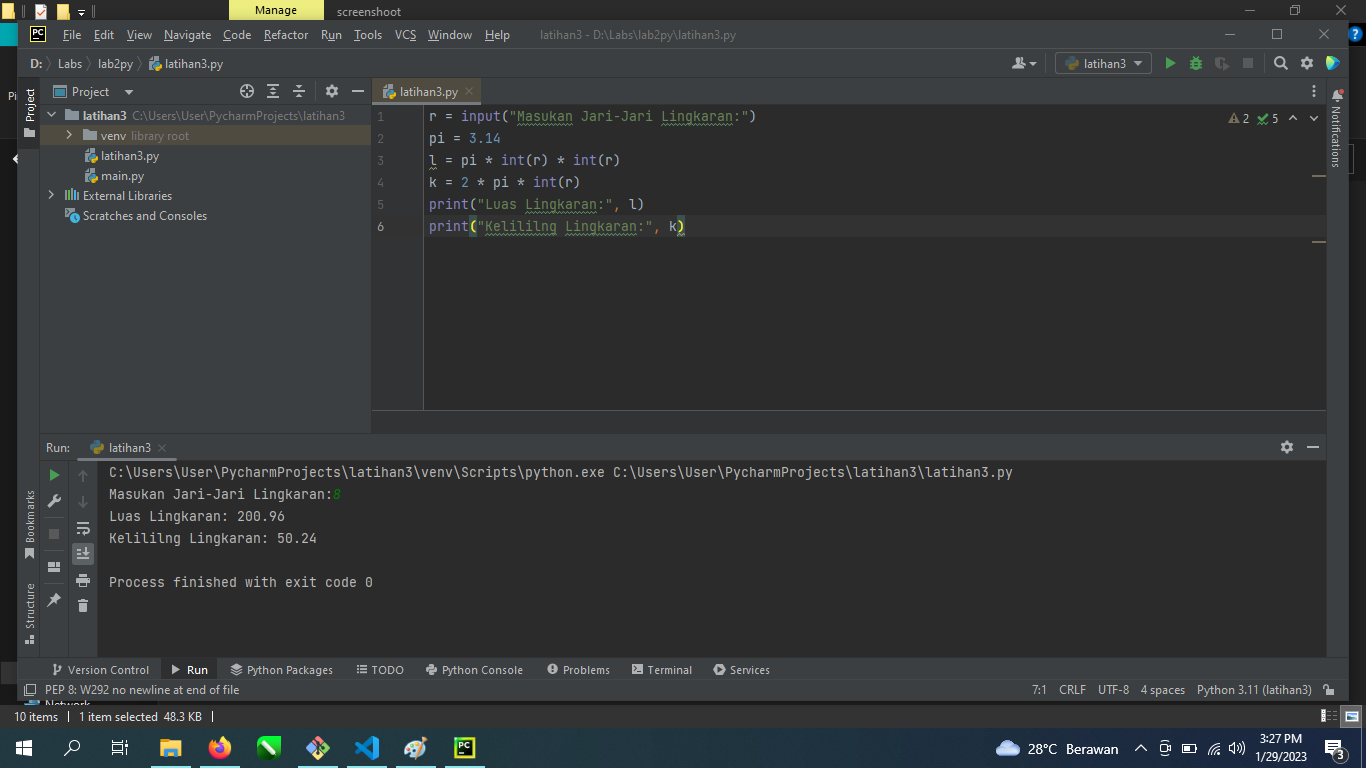 Manage
screenshoot
PC
File Edit View Navigate Code Refactor Run Tools VCS Window Help latihan3 - D:\Labs\lab2py\latihan3.py
D: Labs lab2py latihan3.py latihan3
Project
latihan3.py
Project
latihan3 C:\Users\User\PycharmProjects\latihan3
venv library root
latihan3.py
main.py
External Libraries
Scratches and Consoles
1 r = input("Masukan Jari-Jari Lingkaran:")
2 pi = 3.14
3 l = pi * int(r) * int(r)
4 k = 2 * pi * int(r)
5 print("Luas Lingkaran:", l)
6 print("Kelililng Lingkaran:", k)
2 5
Notifications
Run: latihan3
C:\Users\User\PycharmProjects\latihan3\venv\Scripts\python.exe C:\Users\User\PycharmProjects\latihan3\latihan3.py
Masukan Jari-Jari Lingkaran:8
Luas Lingkaran: 200.96
Kelililng Lingkaran: 50.24
Process finished with exit code 0
Bookmarks
Structure
Version Control Run Python Packages TODO Python Console Problems Terminal Services
PEP 8: W292 no newline at end of file 7:1 CRLF UTF-8 4 spaces Python 3.11 (latihan3)
Network
10 items 1 item selected 48.3 KB
PC
28°C Berawan
3:27 PM
1/29/2023
3